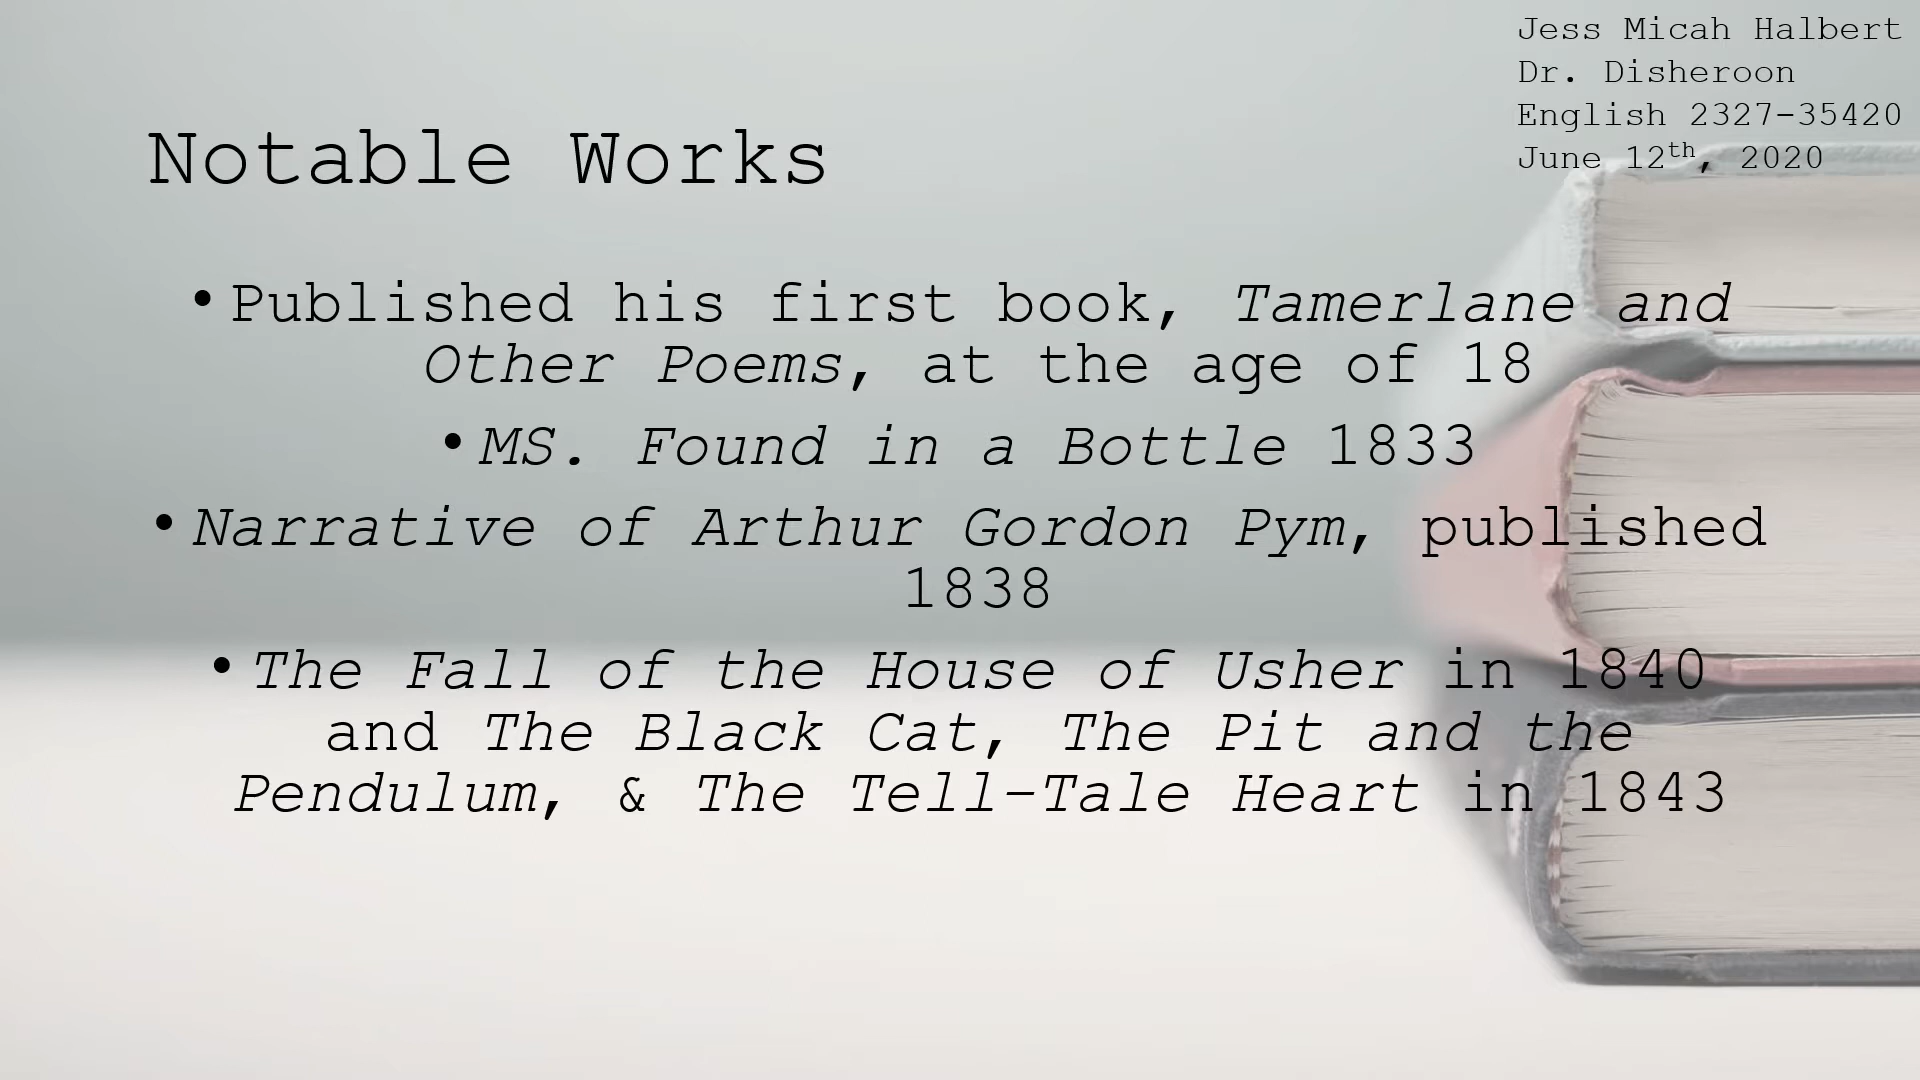 Jess Micah Halbert
Dr. Disheroon
English 2327-35420
June 12th, 2020
Notable Works
• Published his first book, Tamerlane and
Other Poems, at the age of 18
• MS. Found in a Bottle 1833
• Narrative of Arthur Gordon Pym, published
1838
• The Fall of the House of Usher in 1840
and The Black Cat, The Pit and the
Pendulum, & The Tell-Tale Heart in 1843